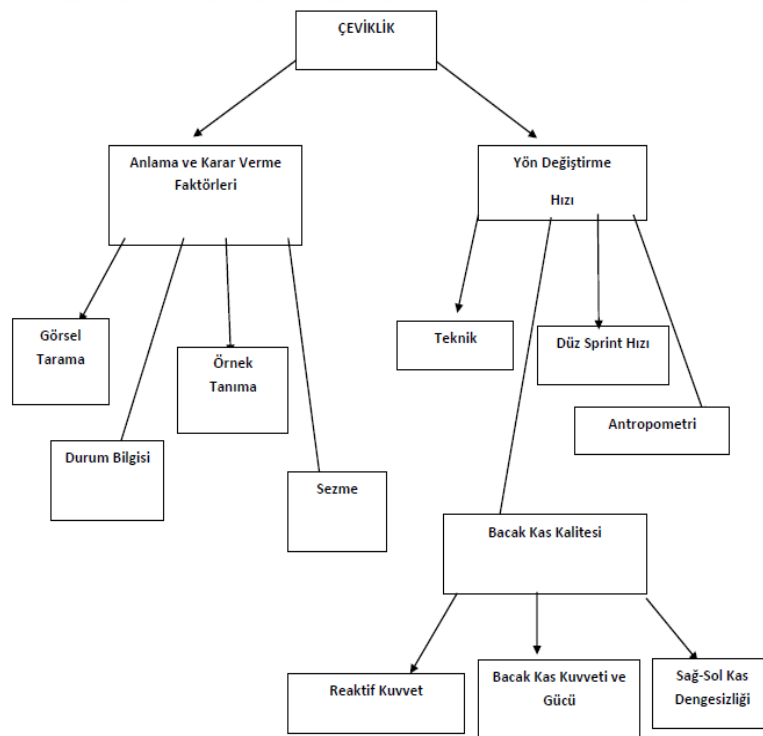 ÇEVİKLİK
Anlama ve Karar Verme
Faktörleri
Yön Değiştirme
Hızı
Görsel
Tarama
Örnek
Tanıma
Durum Bilgisi
Sezme
Teknik
Düz Sprint Hızı
Antropometri
Bacak Kas Kalitesi
Reaktif Kuvvet
Bacak Kas Kuvveti ve
Gücü
Sağ-Sol Kas
Dengesizliği